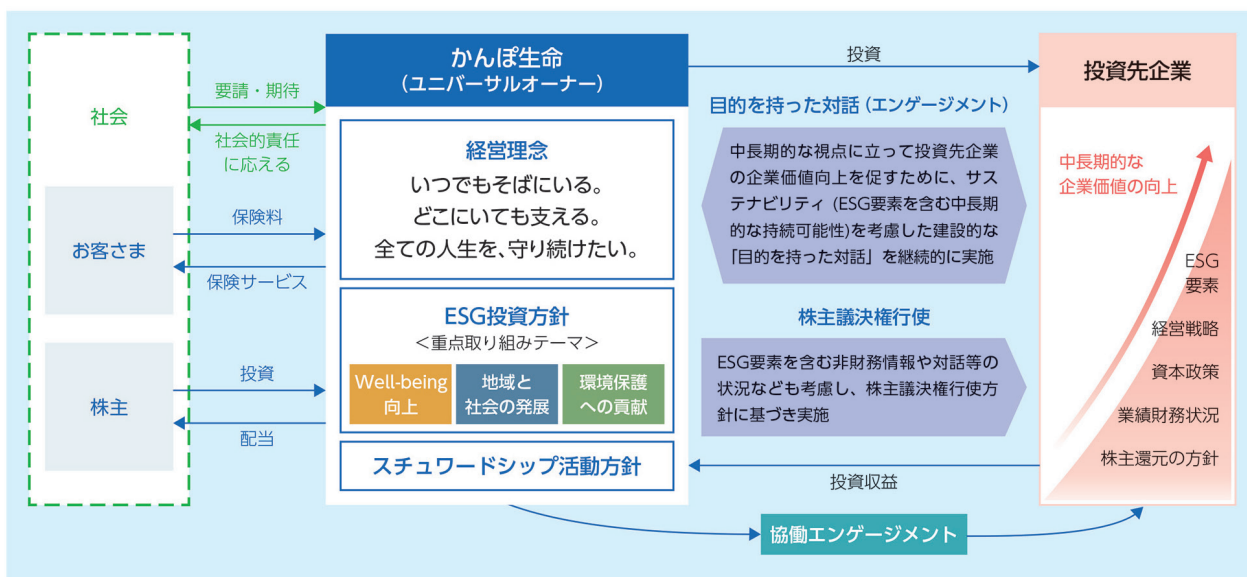 社会
お客さま
株主
要請・期待
社会的責任
に応える
保険料
保険サービス
投資
配当
かんぽ生命
(ユニバーサルオーナー)
経営理念
いつでもそばにいる。
どこにいても支える。
全ての人生を、守り続けたい。
ESG投資方針
<重点取り組みテーマ>
Well-being
向上
地域と
社会の発展
環境保護
への貢献
スチュワードシップ活動方針
投資
目的を持った対話(エンゲージメント)
中長期的な視点に立って投資先企業
の企業価値向上を促すために、サス
テナビリティ(ESG要素を含む中長期
的な持続可能性)を考慮した建設的な
「目的を持った対話」を継続的に実施
株主議決権行使
ESG要素を含む非財務情報や対話等の
状況なども考慮し、株主議決権行使方
針に基づき実施
投資収益
協働エンゲージメント
投資先企業
中長期的な
企業価値の向上
ESG
要素
経営戦略
資本政策
業績財務状況
株主還元の方針